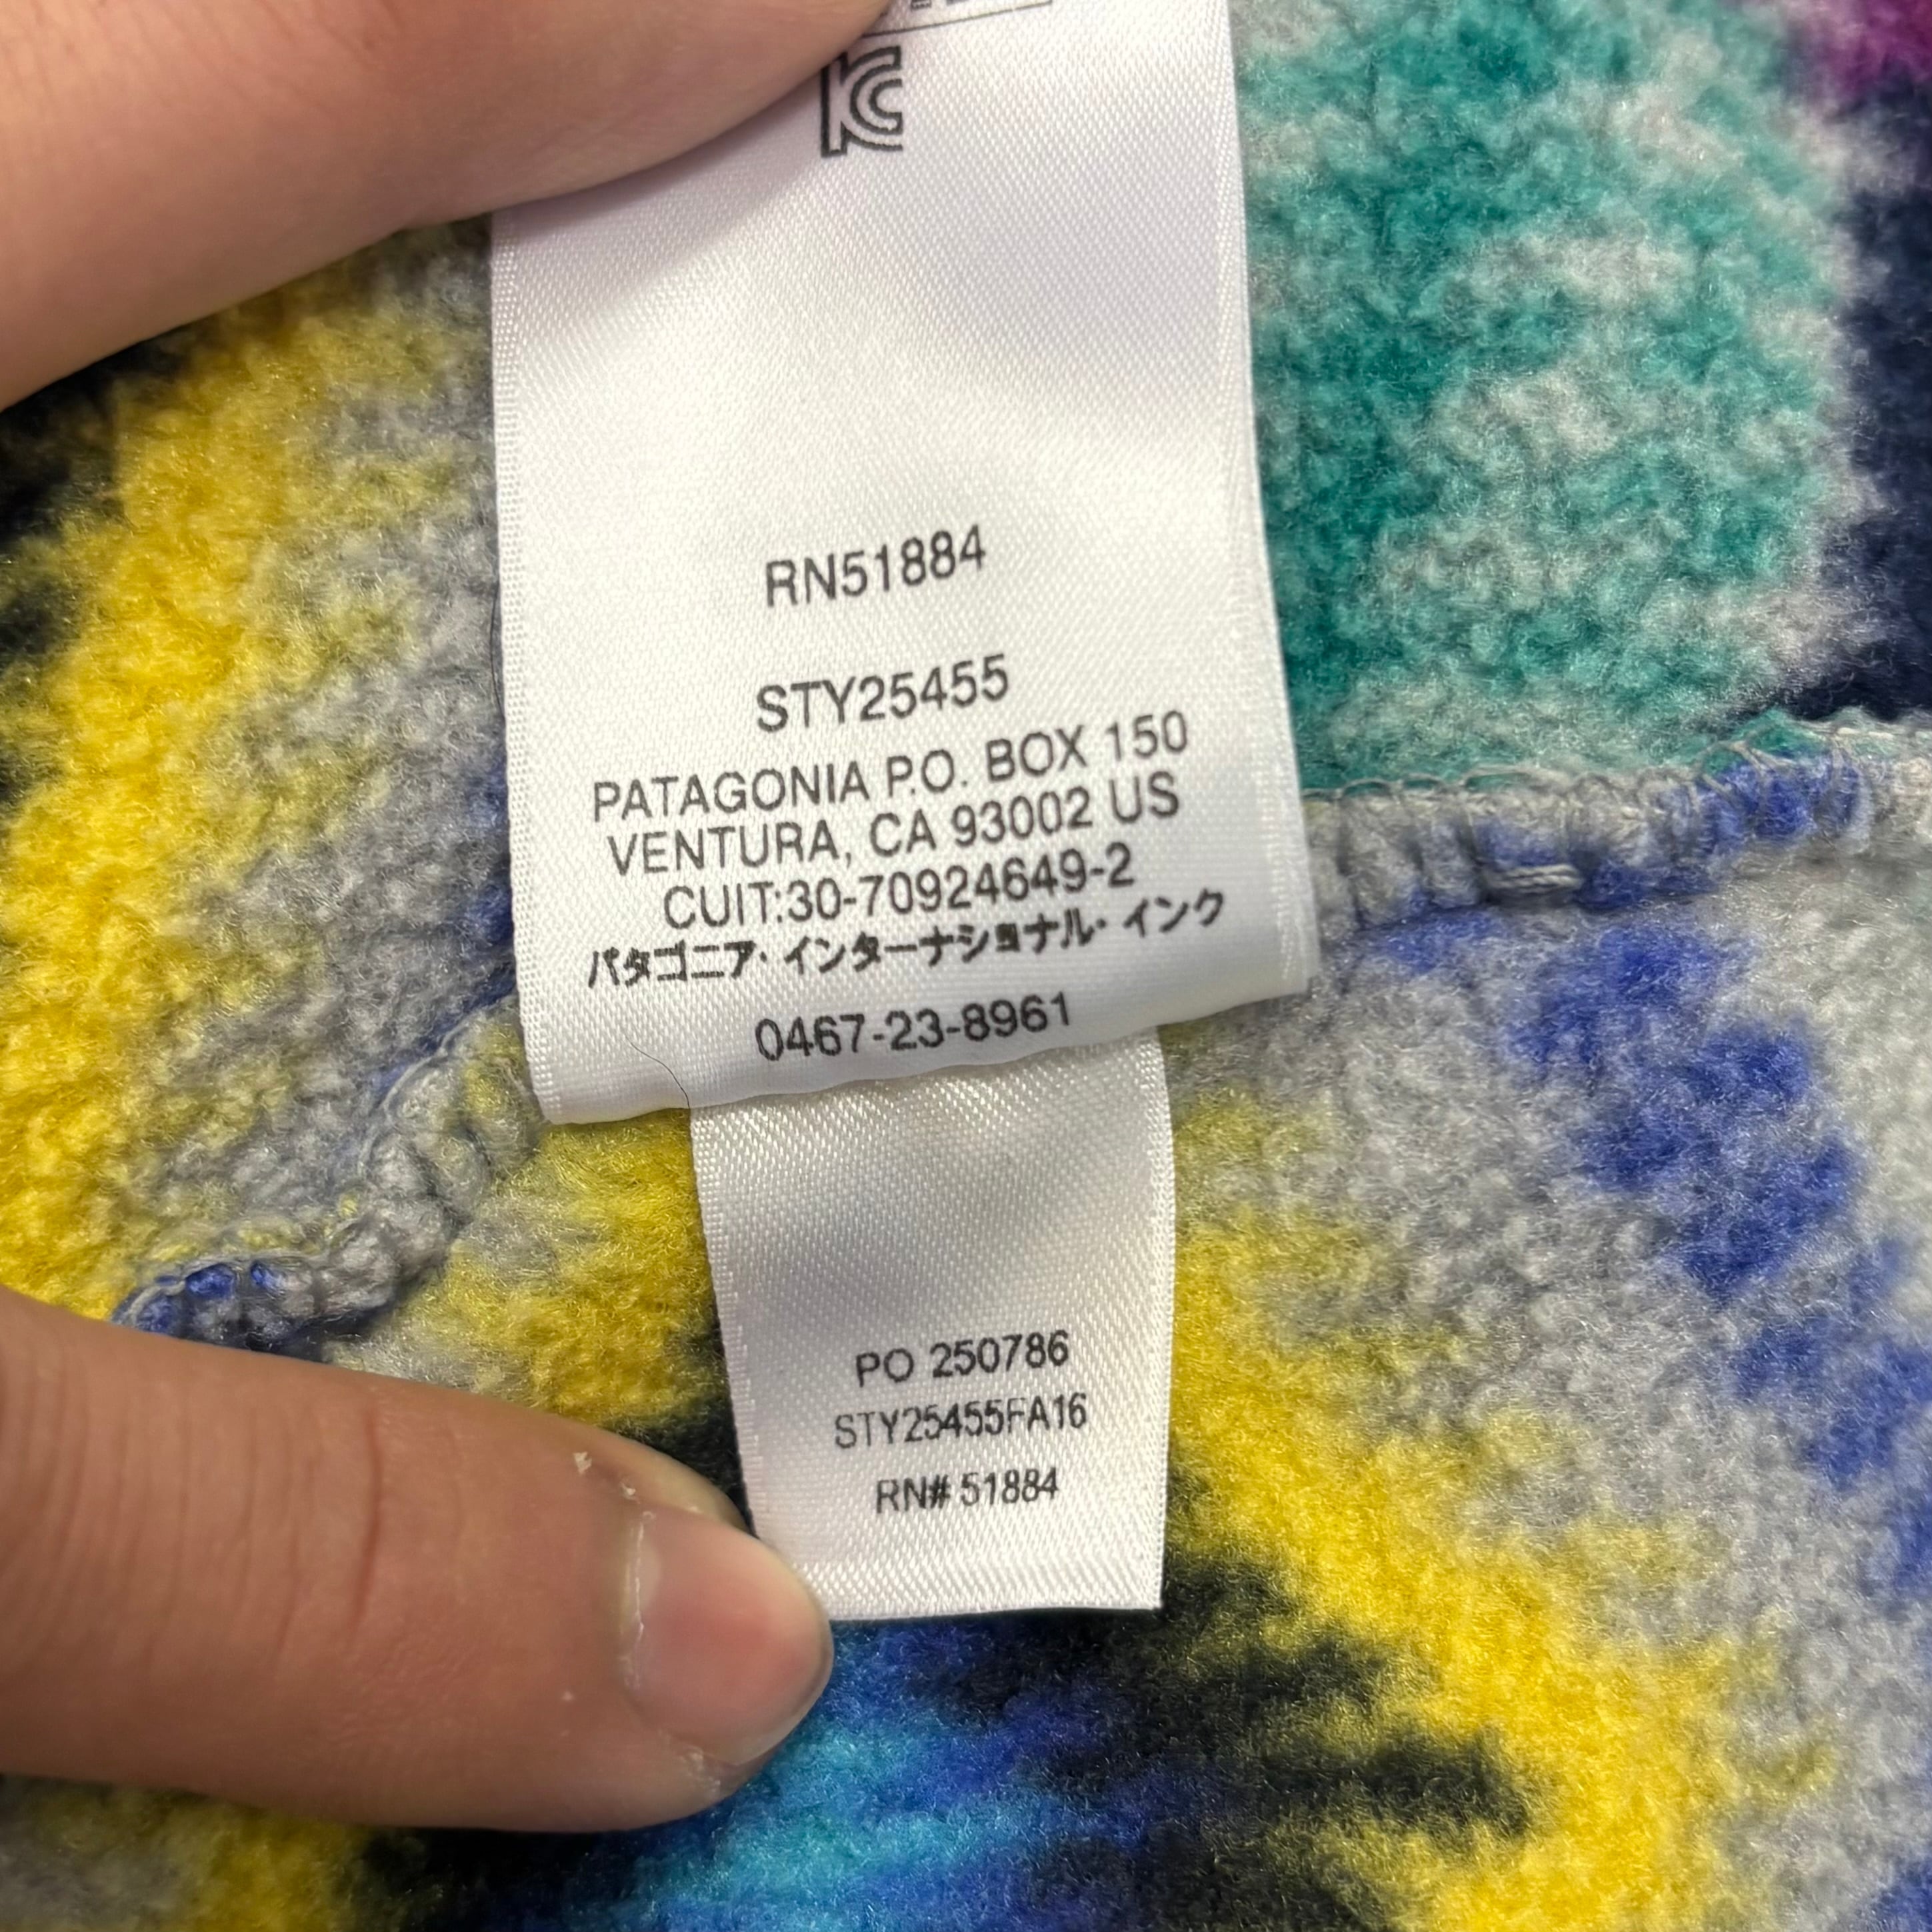 RN51884
STY25455
PATAGONIA P.O. BOX 150
VENTURA, CA 93002 US
CUIT:30-70924649-2
パタゴニア・インターナショナル・インク
0467-23-8961
PO 250786
STY25455FA16
RN# 51884